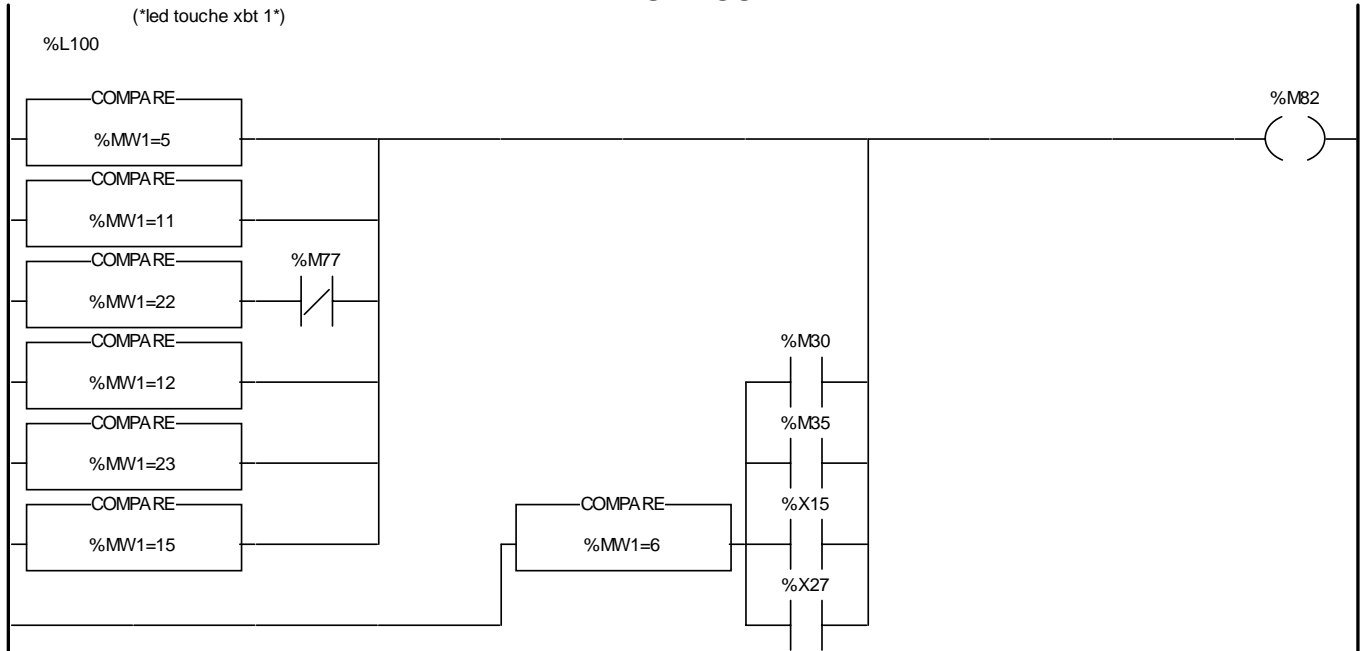 (*led touche xbt 1*)
%L100
COMPARE
%M82
%MW1=5
COMPARE
%MW1=11
COMPARE
%M77
%MW1=22
COMPARE
%M30
%MW1=12
COMPARE
%M35
%MW1=23
COMPARE
COMPARE
%X15
%MW1=15
%MW1=6
%X27